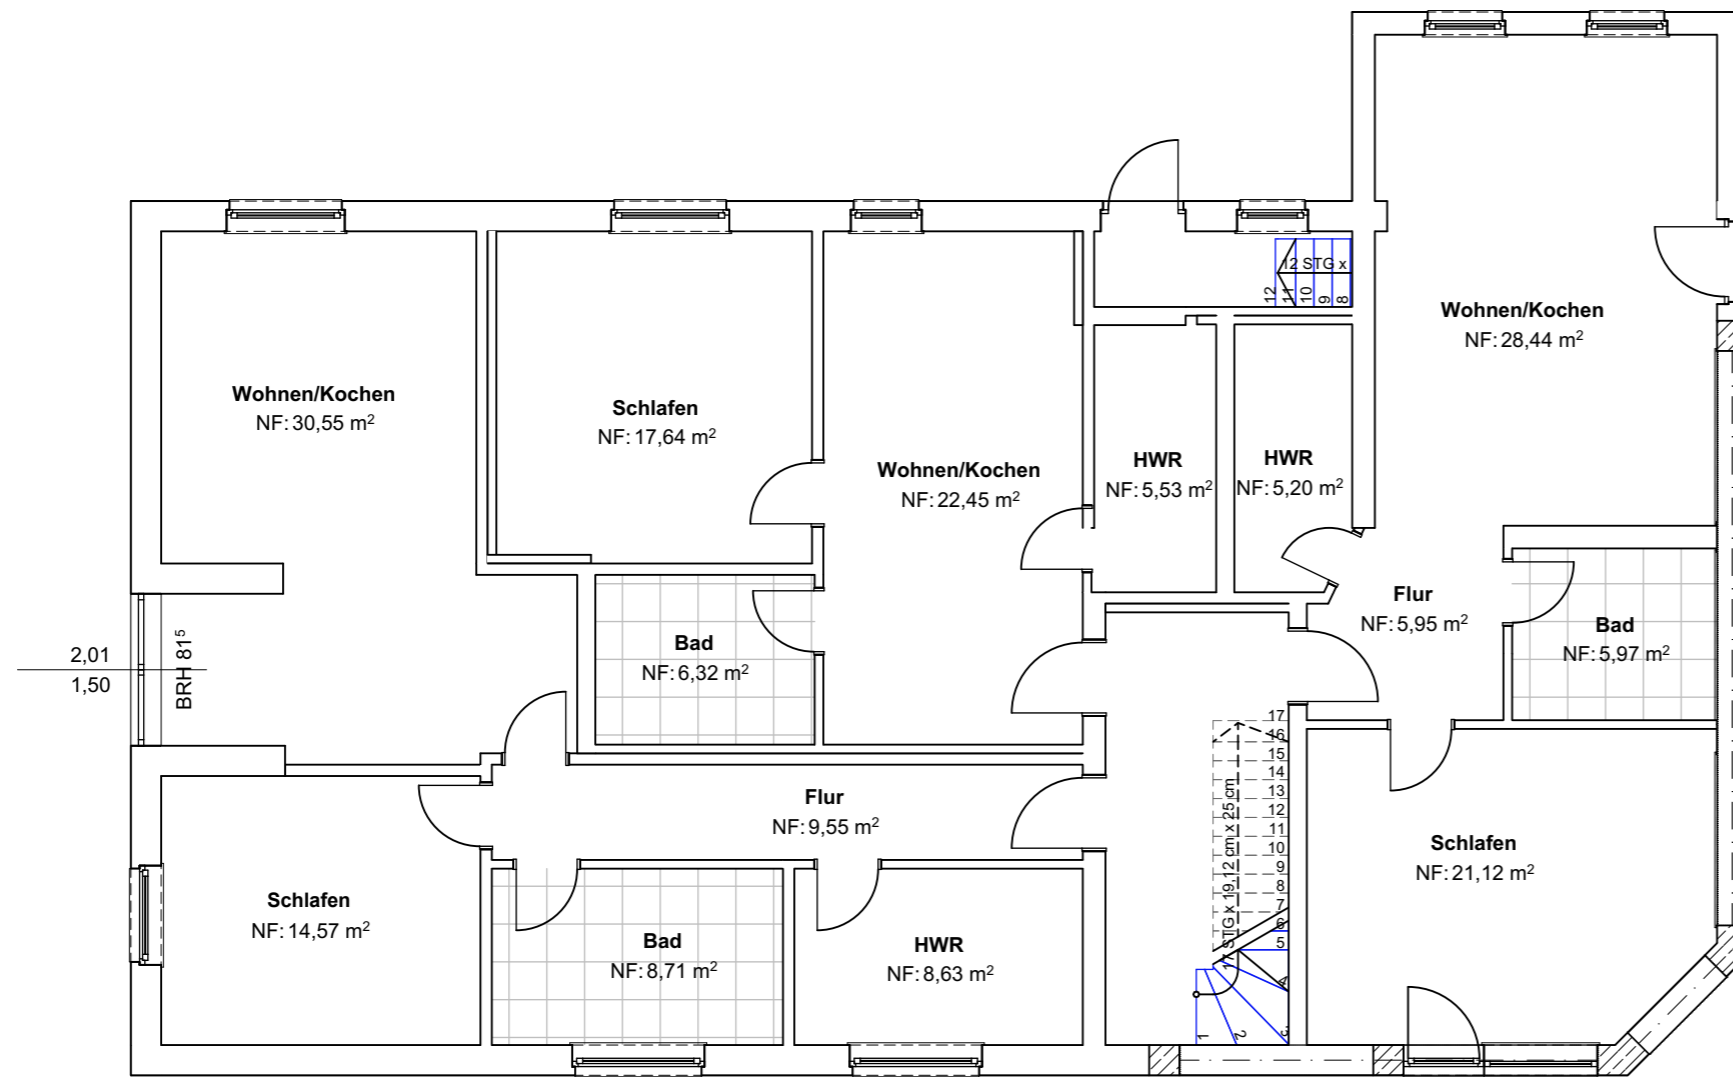 12 STG x
12
11
10
9
8
Wohnen/Kochen
NF: 28,44 m²
Wohnen/Kochen
NF: 30,55 m²
Schlafen
NF: 17,64 m²
Wohnen/Kochen
NF: 22,45 m²
HWR
NF: 5,53 m²
HWR
NF: 5,20 m²
Flur
NF: 5,95 m²
Bad
NF: 5,97 m²
Bad
NF: 6,32 m²
2,01
1,50
BRH 81⁵
17
16
15
14
13
12
11
10
9
8
7
6
5
4
3
2
1
17 STG x 19,12 cm x 25 cm
Flur
NF: 9,55 m²
Schlafen
NF: 21,12 m²
Schlafen
NF: 14,57 m²
Bad
NF: 8,71 m²
HWR
NF: 8,63 m²